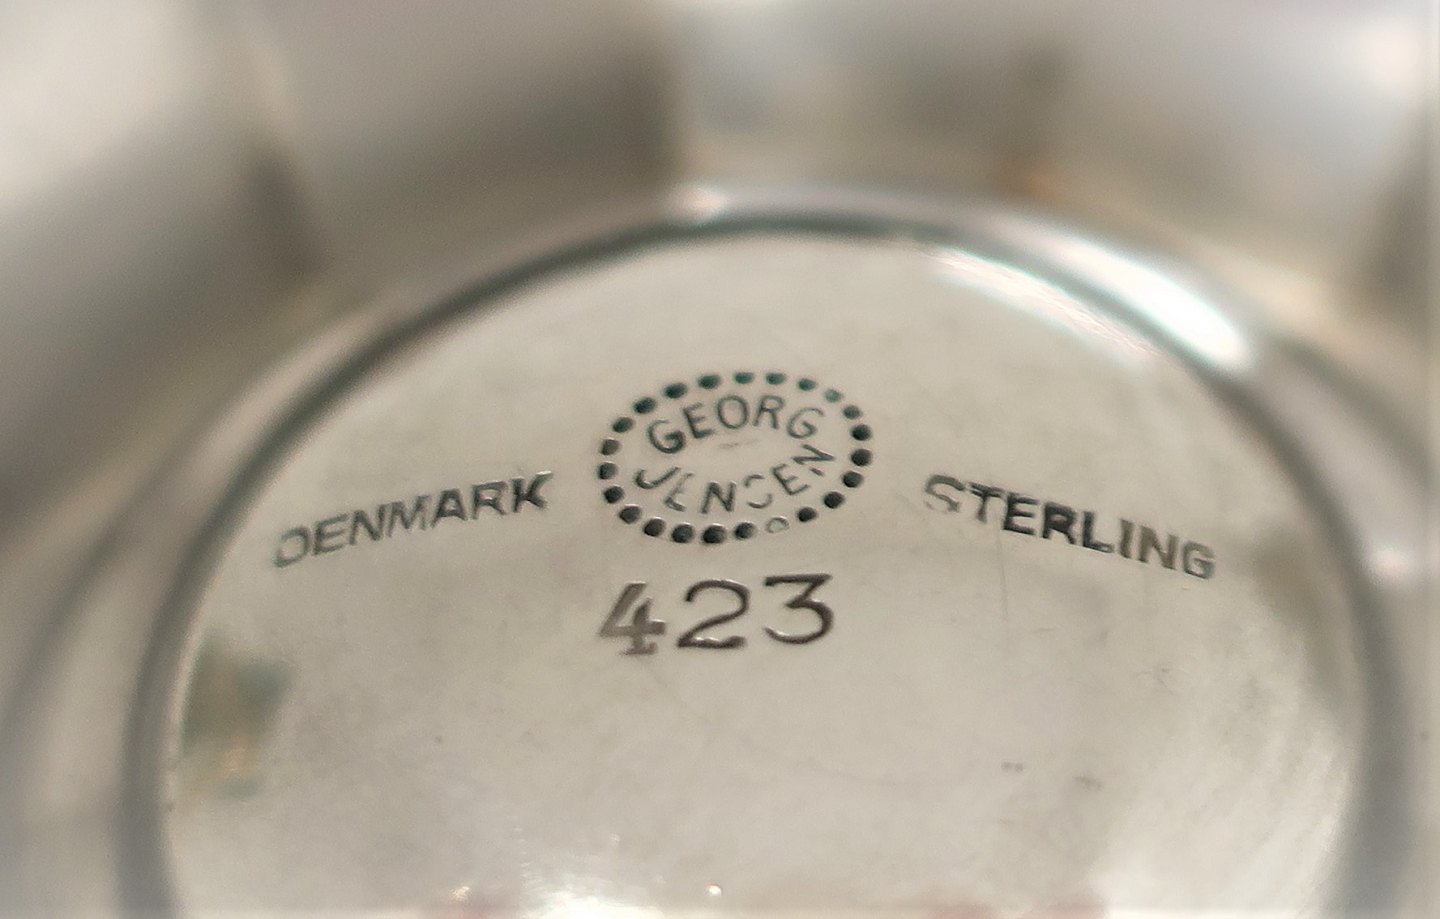 GEORG
JENSEN
DENMARK STERLING
423